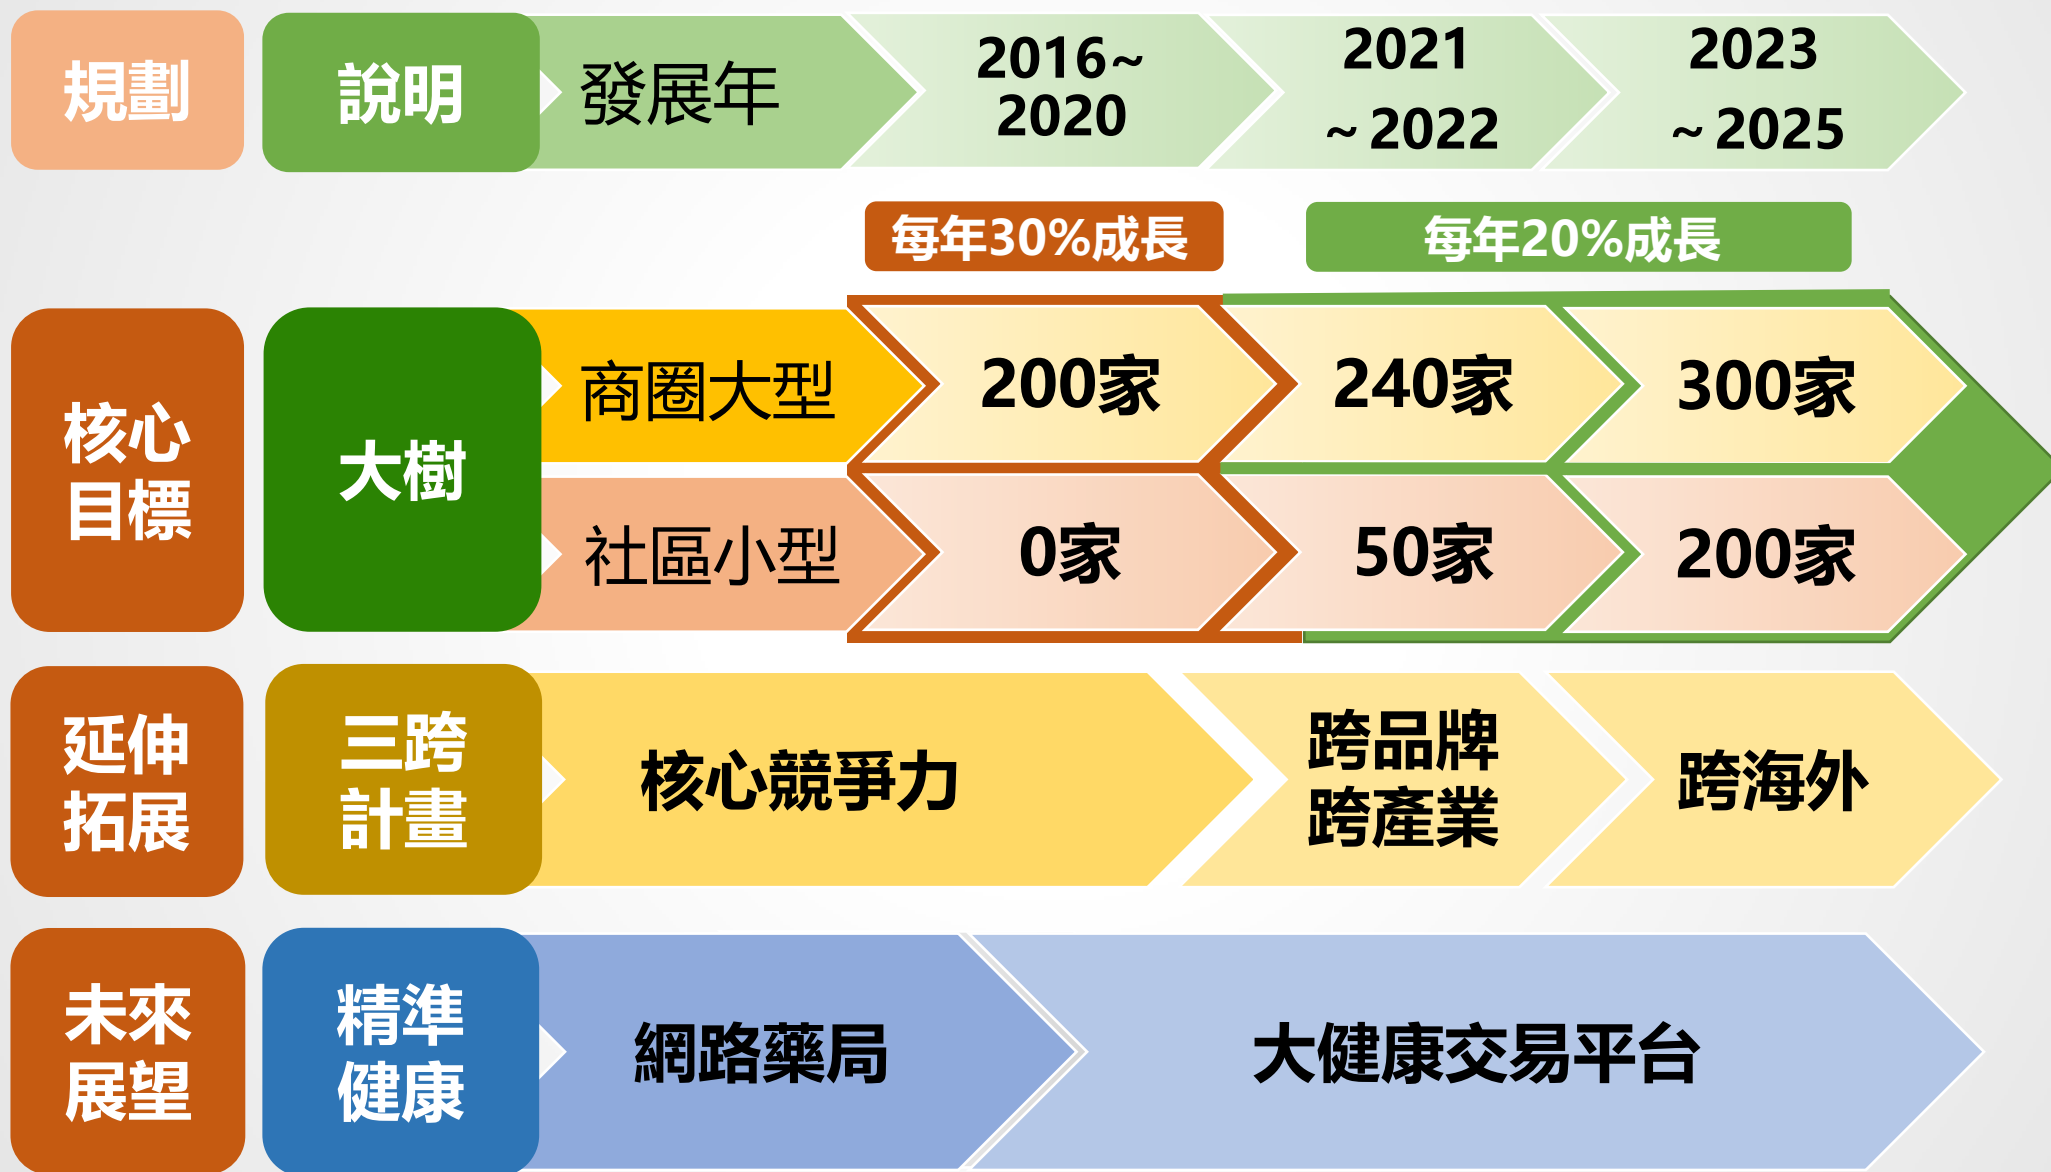 規劃
說明
發展年
2016~
2020
2021
~2022
2023
~2025
每年30%成長
每年20%成長
核心
目標
大樹
商圈大型
200家
240家
300家
社區小型
0家
50家
200家
延伸
拓展
三跨
計畫
核心競爭力
跨品牌
跨產業
跨海外
未來
展望
精準
健康
網路藥局
大健康交易平台